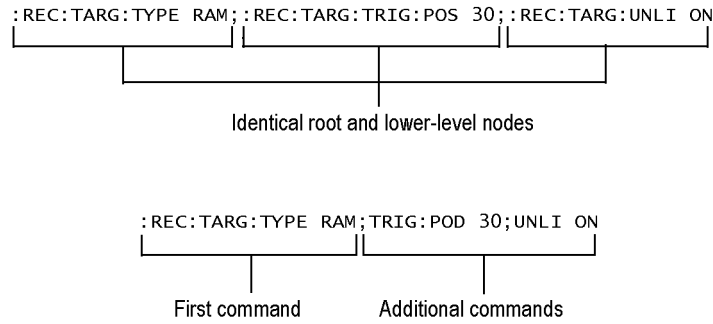 :REC:TARG:TYPE RAM;:REC:TARG:TRIG:POS 30;:REC:TARG:UNLI ON
Identical root and lower-level nodes
:REC:TARG:TYPE RAM;TRIG:POD 30;UNLI ON
First command
Additional commands